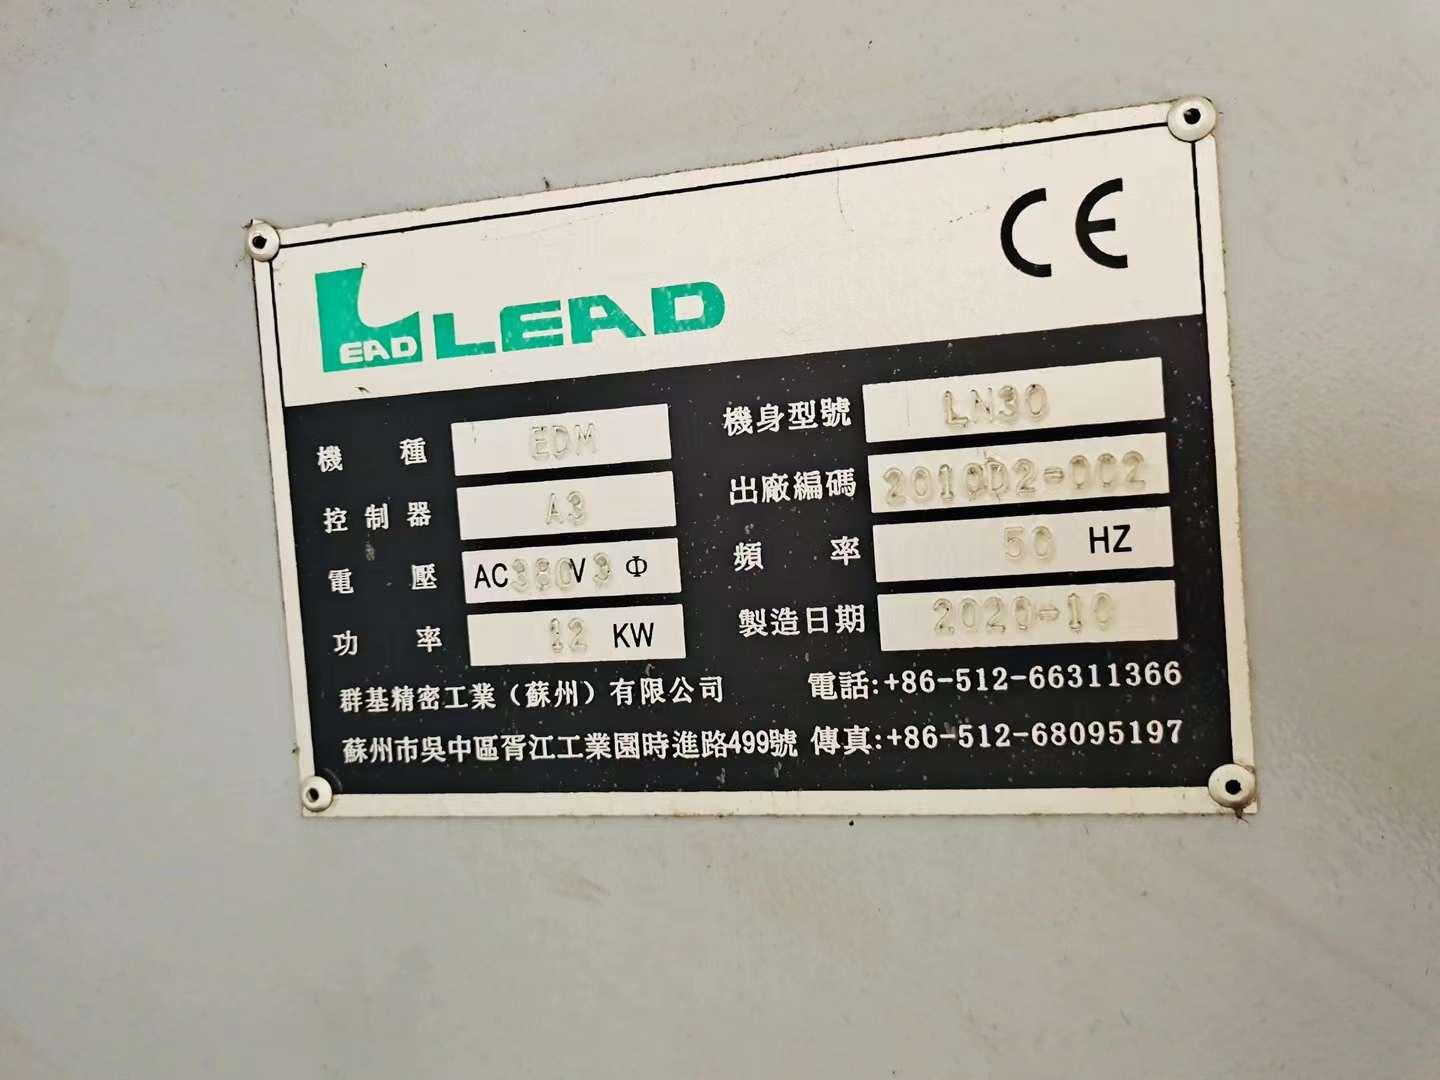 CE
EAD LEAD
機種 EDM
機身型號 LN30
控制器 A3
出廠編碼 2010D2-002
電壓 AC380V3Φ
頻率 50 HZ
功率 12 KW
製造日期 2020-10
群基精密工業（蘇州）有限公司 電話:+86-512-66311366
蘇州市吳中區胥江工業園時進路499號 傳真:+86-512-68095197